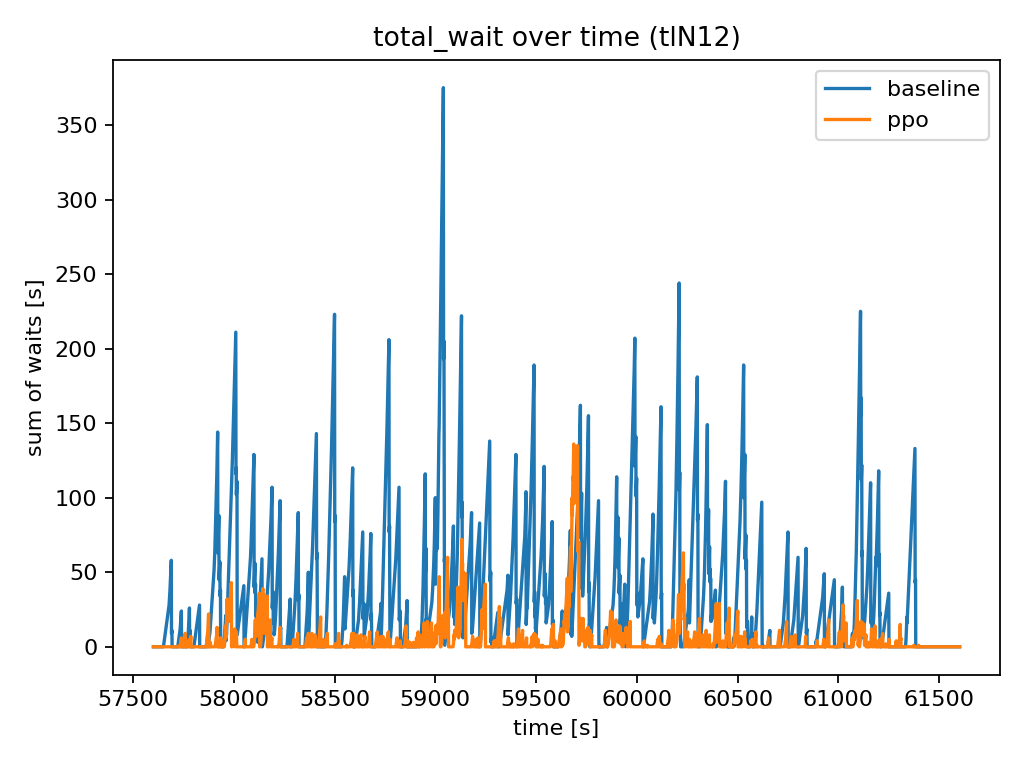 total_wait over time (tlN12)
baseline
ppo
350
300
250
200
150
100
50
0
sum of waits [s]
57500 58000 58500 59000 59500 60000 60500 61000 61500
time [s]